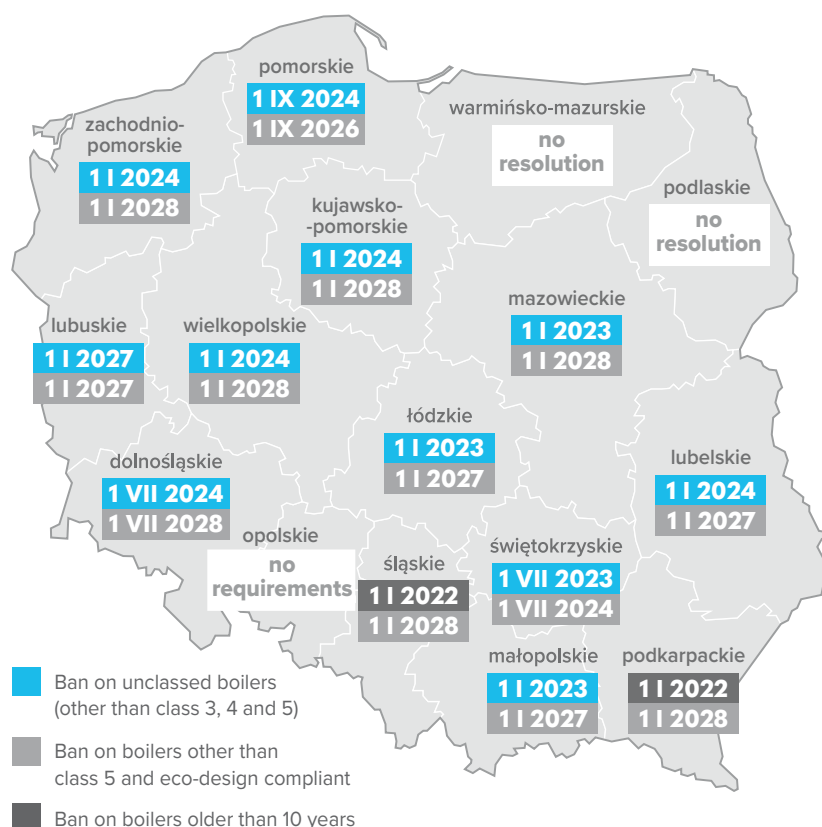 pomorskie
1 IX 2024
1 IX 2026
warmińsko-mazurskie
no
resolution
zachodnio-
pomorskie
1 I 2024
1 I 2028
podlaskie
no
resolution
kujawsko-
-pomorskie
1 I 2024
1 I 2028
mazowieckie
1 I 2023
1 I 2028
lubuskie
1 I 2027
1 I 2027
wielkopolskie
1 I 2024
1 I 2028
łódzkie
1 I 2023
1 I 2027
lubelskie
1 I 2024
1 I 2027
dolnośląskie
1 VII 2024
1 VII 2028
opolskie
no
requirements
śląskie
1 I 2022
1 I 2028
świętokrzyskie
1 VII 2023
1 VII 2024
małopolskie
1 I 2023
1 I 2027
podkarpackie
1 I 2022
1 I 2028
Ban on unclassed boilers
(other than class 3, 4 and 5)
Ban on boilers other than
class 5 and eco-design compliant
Ban on boilers older than 10 years